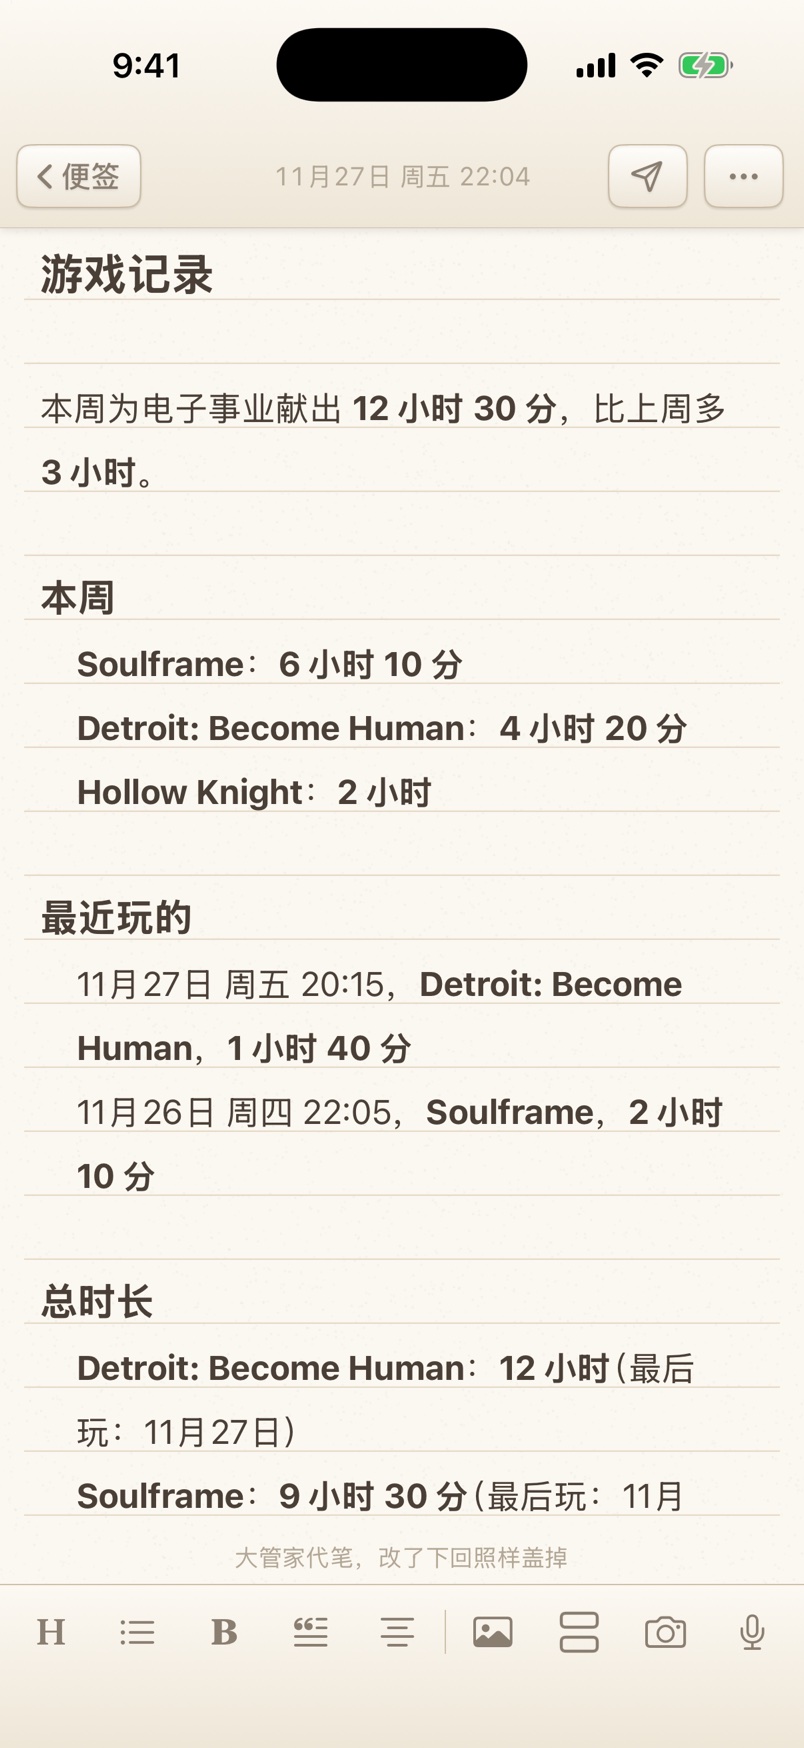 9:41
便签
11月27日 周五 22:04
游戏记录
本周为电子事业献出 12 小时 30 分，比上周多
3 小时。
本周
Soulframe：6 小时 10 分
Detroit: Become Human：4 小时 20 分
Hollow Knight：2 小时
最近玩的
11月27日 周五 20:15，Detroit: Become
Human，1 小时 40 分
11月26日 周四 22:05，Soulframe，2 小时
10 分
总时长
Detroit: Become Human：12 小时（最后
玩：11月27日）
Soulframe：9 小时 30 分（最后玩：11月
大管家代笔，改了下回照样盖掉
H
B